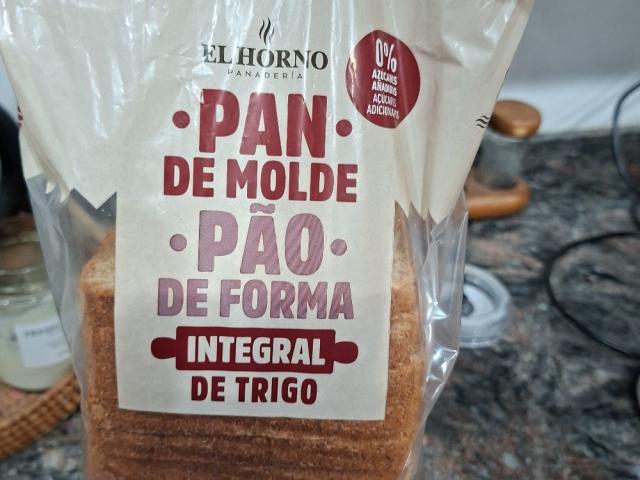 EL HORNO
PANADERÍA
0%
AZÚCARES
AÑADIDOS
AÇÚCARES
ADICIONADOS
·PAN·
DE MOLDE
·PÃO·
DE FORMA
INTEGRAL
DE TRIGO